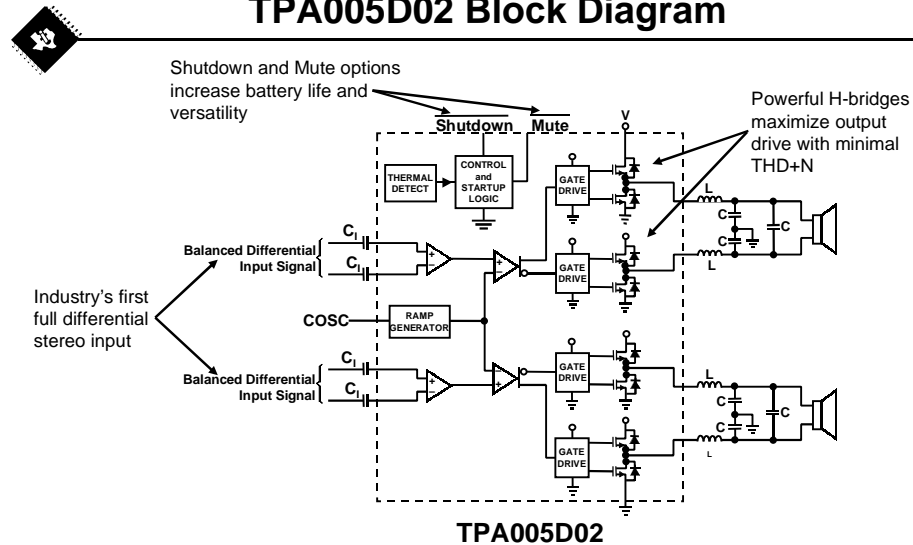 TPA005D02 Block Diagram
Shutdown and Mute options
increase battery life and
versatility
Powerful H-bridges
maximize output
drive with minimal
THD+N
Shutdown Mute
V
THERMAL
DETECT
CONTROL
and
STARTUP
LOGIC
GATE
DRIVE
L
C
C
C
L
CI
Balanced Differential
Input Signal
CI
+
−
+
−
GATE
DRIVE
Industry's first
full differential
stereo input
COSC
RAMP
GENERATOR
CI
Balanced Differential
Input Signal
CI
+
−
−
+
GATE
DRIVE
L
C
C
C
L
GATE
DRIVE
TPA005D02